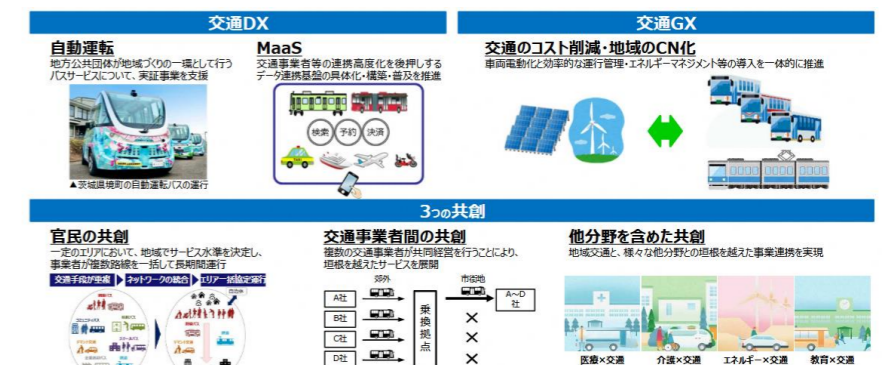 交通DX
交通GX
自動運転
地方公共団体が地域づくりの一環として行う
バスサービスについて、実証事業を支援
▲茨城県境町の自動運転バスの運行
MaaS
交通事業者等の連携高度化を後押しする
データ連携基盤の具体化・構築・普及を推進
検索 予約 決済
交通のコスト削減・地域のCN化
車両電動化と効率的な運行管理・エネルギーマネジメント等の導入を一体的に推進
3つの共創
官民の共創
一定のエリアにおいて、地域でサービス水準を決定し、
事業者が複数路線を一括して長期間運行
交通手段が垂直 ネットワークの統合 エリア一括協定運行
自治体
交通事業者間の共創
複数の交通事業者が共同経営を行うことにより、
垣根を越えたサービスを展開
郊外 市街地
A社
B社
C社
D社
乗換拠点
A～D
社
他分野を含めた共創
地域交通と、様々な他分野との垣根を越えた事業連携を実現
医療×交通 介護×交通 エネルギー×交通 教育×交通